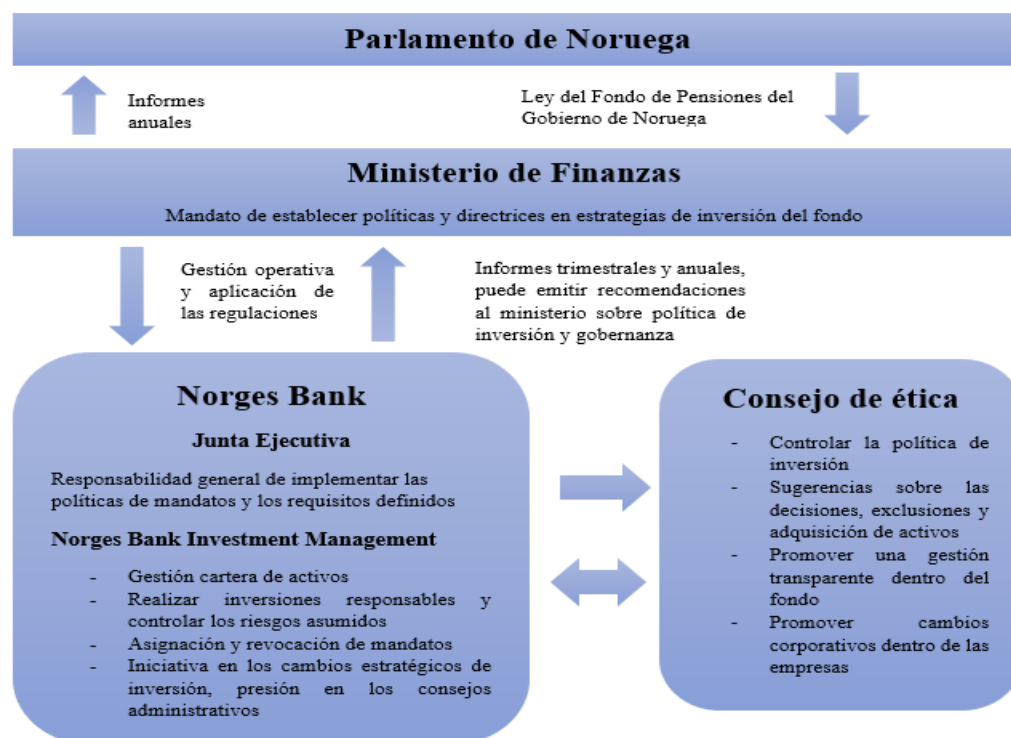 Parlamento de Noruega
Informes
anuales
Ley del Fondo de Pensiones del
Gobierno de Noruega
Ministerio de Finanzas
Mandato de establecer políticas y directrices en estrategias de inversión del fondo
Gestión operativa
y aplicación de
las regulaciones
Informes trimestrales y anuales,
puede emitir recomendaciones
al ministerio sobre política de
inversión y gobernanza
Norges Bank
Junta Ejecutiva
Responsabilidad general de implementar las
políticas de mandatos y los requisitos definidos
Norges Bank Investment Management
- Gestión cartera de activos
- Realizar inversiones responsables y
controlar los riesgos asumidos
- Asignación y revocación de mandatos
- Iniciativa en los cambios estratégicos de
inversión, presión en los consejos
administrativos
Consejo de ética
- Controlar la política de
inversión
- Sugerencias sobre las
decisiones, exclusiones y
adquisición de activos
- Promover una gestión
transparente dentro del
fondo
- Promover cambios
corporativos dentro de las
empresas